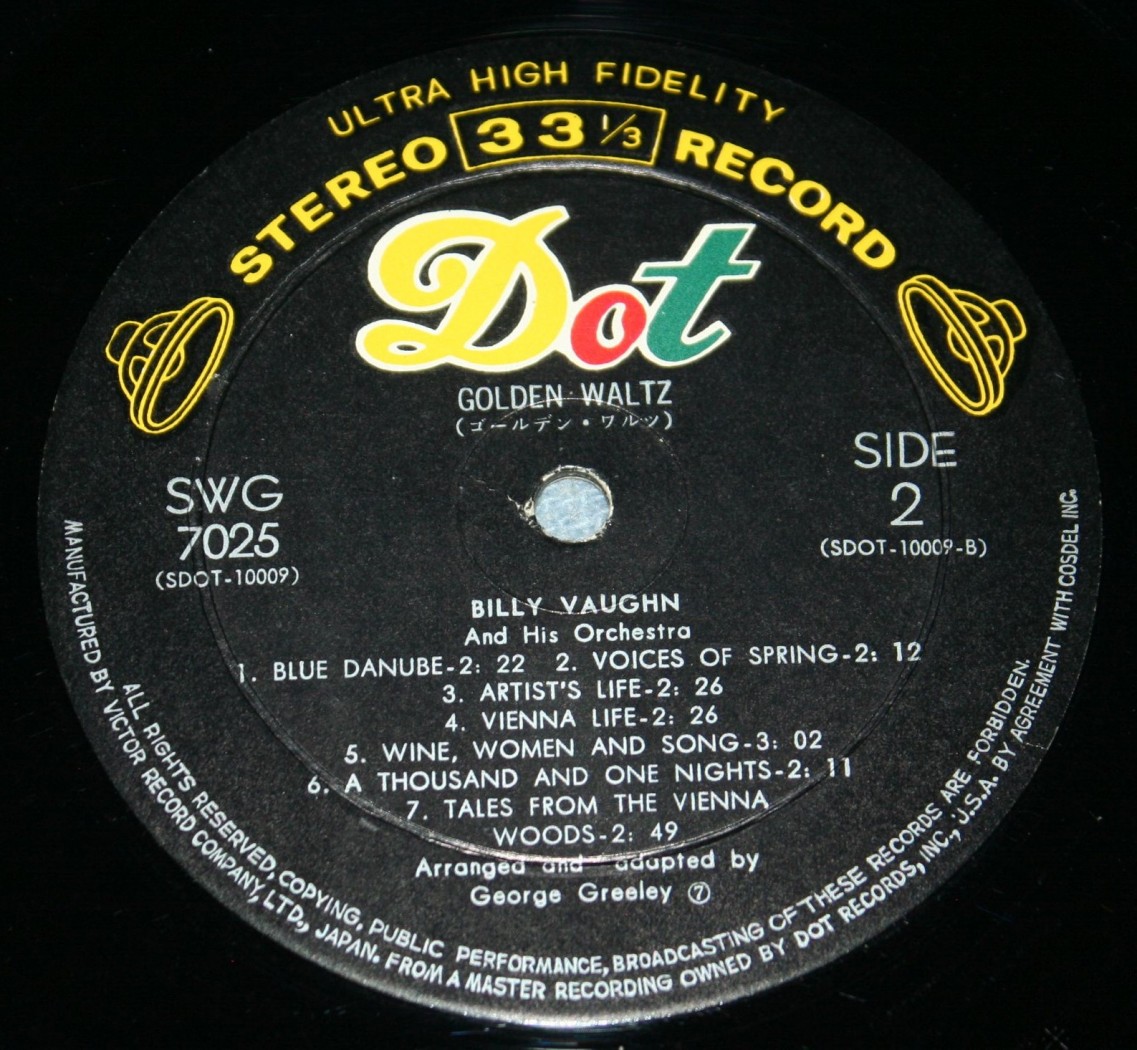 ULTRA HIGH FIDELITY
STEREO 33 1/3 RECORD
Dot
GOLDEN WALTZ
(ゴールデン・ワルツ)
SWG
7025
(SDOT-10009)
SIDE
2
(SDOT-10009-B)
BILLY VAUGHN
And His Orchestra
1. BLUE DANUBE-2: 22 2. VOICES OF SPRING-2: 12
3. ARTIST'S LIFE-2: 26
4. VIENNA LIFE-2: 26
5. WINE, WOMEN AND SONG-3: 02
6. A THOUSAND AND ONE NIGHTS-2: 11
7. TALES FROM THE VIENNA
WOODS-2: 49
Arranged and adapted by
George Greeley ⑦
ALL RIGHTS RESERVED, COPYING, PUBLIC PERFORMANCE, BROADCASTING OF THESE RECORDS ARE FORBIDDEN.
MANUFACTURED BY VICTOR RECORD COMPANY, LTD., JAPAN. FROM A MASTER RECORDING OWNED BY DOT RECORDS, INC., U.S.A. BY AGREEMENT WITH COSDEL INC.